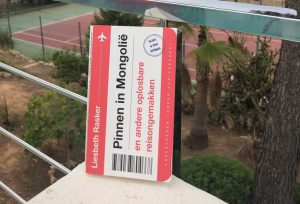 Liesbeth Rasker
Pinnen in Mongolië
en andere oplosbare
reisongemakken